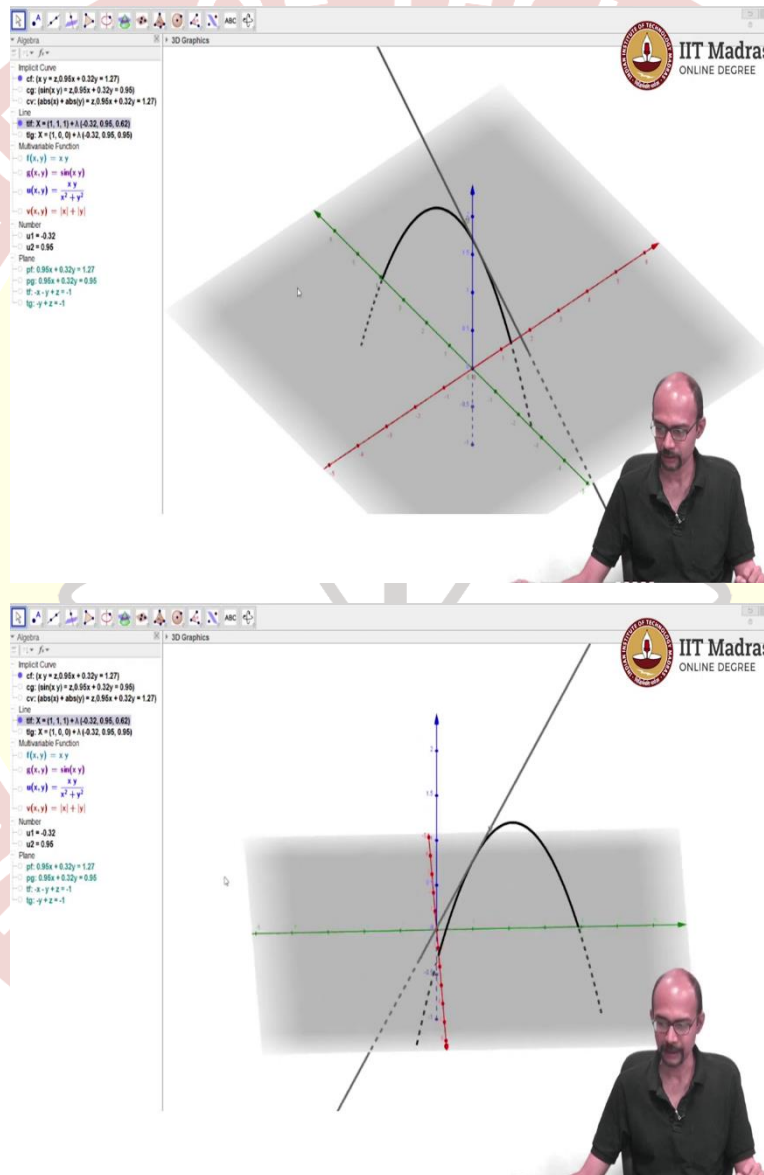 ABC
Algebra
3D Graphics
IIT Madras
ONLINE DEGREE
Implicit Curve
cf: (x y = z,0.95x + 0.32y = 1.27)
cg: (sin(x y) = z,0.95x + 0.32y = 0.95)
cv: (abs(x) + abs(y) = z,0.95x + 0.32y = 1.27)
Line
tlf: X = (1, 1, 1) + λ (-0.32, 0.95, 0.62)
tlg: X = (1, 0, 0) + λ (-0.32, 0.95, 0.95)
Multivariable Function
f(x, y) = x y
g(x, y) = sin(x y)
u(x, y) = x y / x² + y²
v(x, y) = |x| + |y|
Number
u1 = -0.32
u2 = 0.95
Plane
pf: 0.95x + 0.32y = 1.27
pg: 0.95x + 0.32y = 0.95
tf: -x - y + z = -1
tg: -y + z = -1
ABC
Algebra
3D Graphics
IIT Madras
ONLINE DEGREE
Implicit Curve
cf: (x y = z,0.95x + 0.32y = 1.27)
cg: (sin(x y) = z,0.95x + 0.32y = 0.95)
cv: (abs(x) + abs(y) = z,0.95x + 0.32y = 1.27)
Line
tlf: X = (1, 1, 1) + λ (-0.32, 0.95, 0.62)
tlg: X = (1, 0, 0) + λ (-0.32, 0.95, 0.95)
Multivariable Function
f(x, y) = x y
g(x, y) = sin(x y)
u(x, y) = x y / x² + y²
v(x, y) = |x| + |y|
Number
u1 = -0.32
u2 = 0.95
Plane
pf: 0.95x + 0.32y = 1.27
pg: 0.95x + 0.32y = 0.95
tf: -x - y + z = -1
tg: -y + z = -1